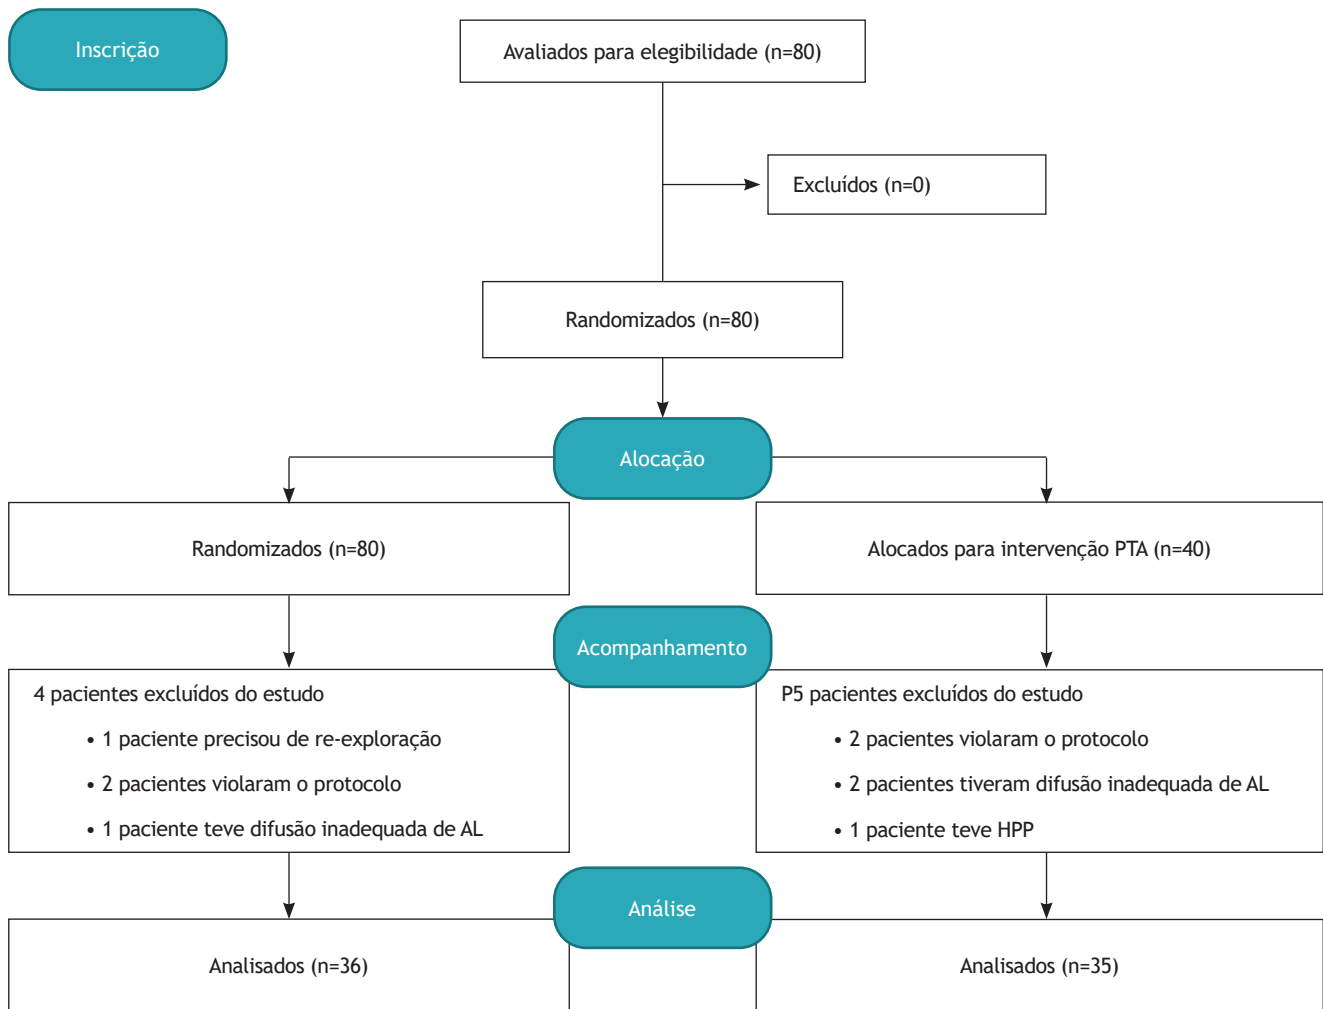 Inscrição
Avaliados para elegibilidade (n=80)
Excluídos (n=0)
Randomizados (n=80)
Alocação
Randomizados (n=80)
Alocados para intervenção PTA (n=40)
Acompanhamento
4 pacientes excluídos do estudo
• 1 paciente precisou de re-exploração
• 2 pacientes violaram o protocolo
• 1 paciente teve difusão inadequada de AL
P5 pacientes excluídos do estudo
• 2 pacientes violaram o protocolo
• 2 pacientes tiveram difusão inadequada de AL
• 1 paciente teve HPP
Análise
Analisados (n=36)
Analisados (n=35)